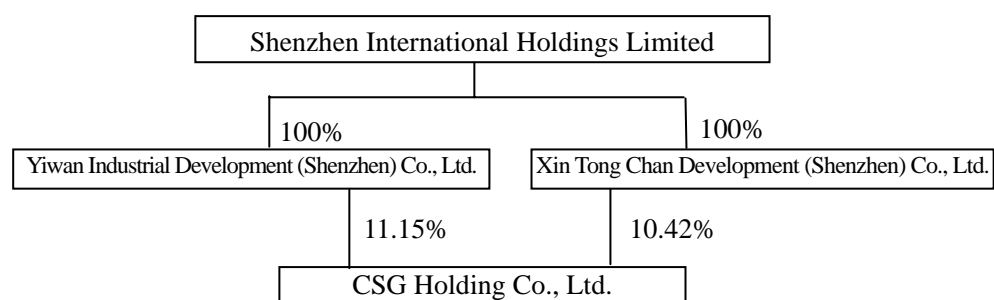 Shenzhen International Holdings Limited
100%
100%
Yiwan Industrial Development (Shenzhen) Co., Ltd.
Xin Tong Chan Development (Shenzhen) Co., Ltd.
11.15%
10.42%
CSG Holding Co., Ltd.